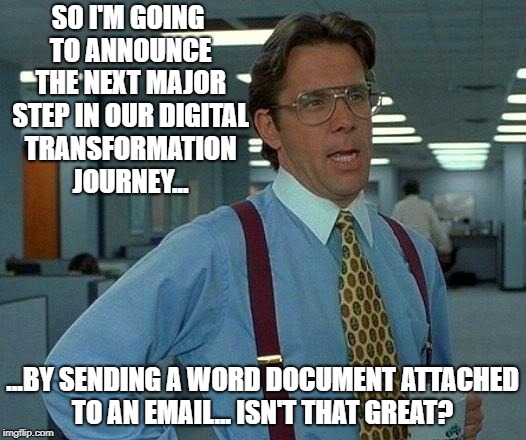 SO I'M GOING
TO ANNOUNCE
THE NEXT MAJOR
STEP IN OUR DIGITAL
TRANSFORMATION
JOURNEY...
...BY SENDING A WORD DOCUMENT ATTACHED
TO AN EMAIL... ISN'T THAT GREAT?
imgflip.com